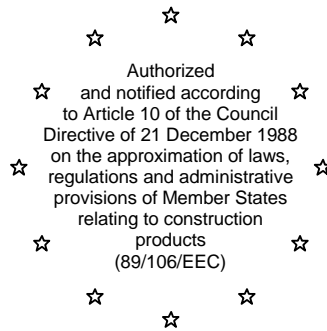 Authorized
and notified according
to Article 10 of the Council
Directive of 21 December 1988
on the approximation of laws,
regulations and administrative
provisions of Member States
relating to construction
products
(89/106/EEC)